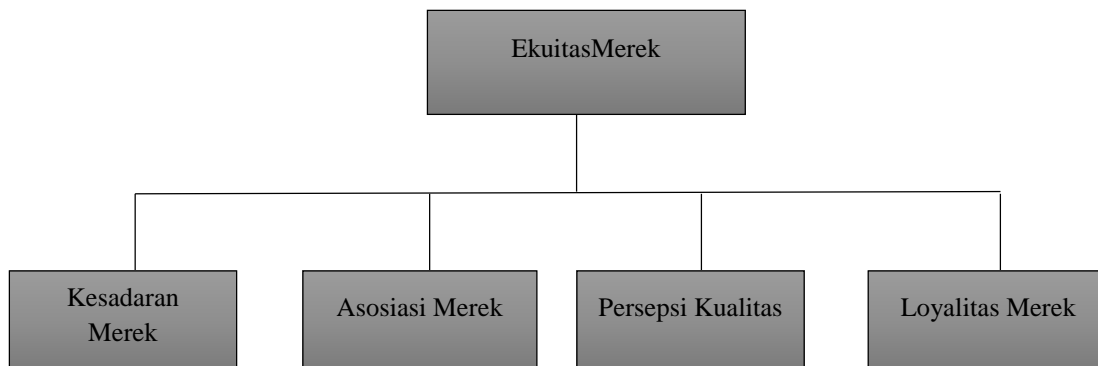 EkuitasMerek
Kesadaran
Merek
Asosiasi Merek
Persepsi Kualitas
Loyalitas Merek